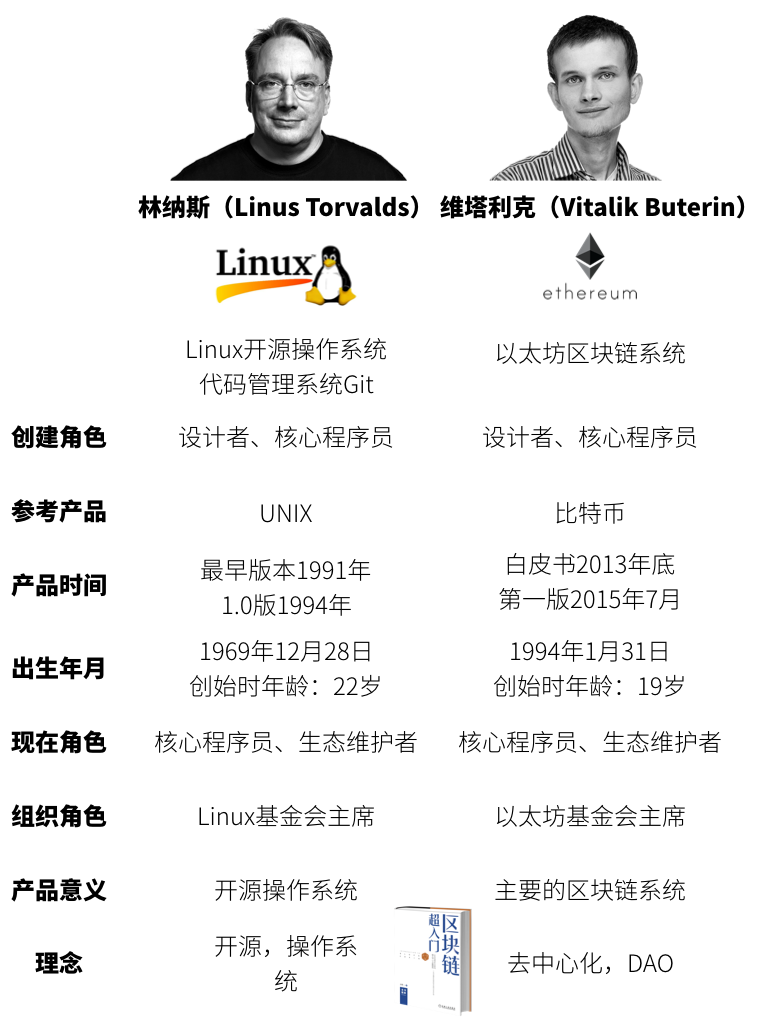 林纳斯（Linus Torvalds） 维塔利克（Vitalik Buterin）
Linux
ethereum
Linux开源操作系统
代码管理系统Git
以太坊区块链系统
创建角色 设计者、核心程序员 设计者、核心程序员
参考产品 UNIX 比特币
产品时间
最早版本1991年
1.0版1994年
白皮书2013年底
第一版2015年7月
出生年月
1969年12月28日
创始时年龄：22岁
1994年1月31日
创始时年龄：19岁
现在角色 核心程序员、生态维护者 核心程序员、生态维护者
组织角色 Linux基金会主席 以太坊基金会主席
产品意义 开源操作系统 主要的区块链系统
理念
开源，操作系
统
去中心化，DAO
区块链
超入门